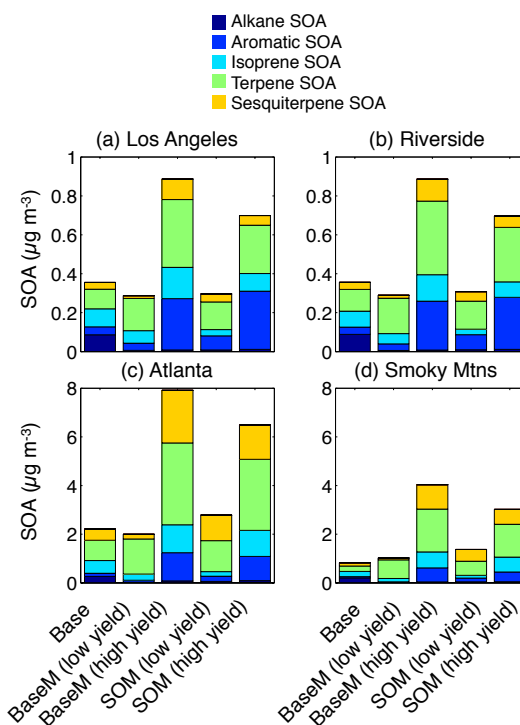 Alkane SOA
Aromatic SOA
Isoprene SOA
Terpene SOA
Sesquiterpene SOA
(a) Los Angeles
(b) Riverside
SOA (µg m-3)
1
0.8
0.6
0.4
0.2
0
1
0.8
0.6
0.4
0.2
0
(c) Atlanta
(d) Smoky Mtns
SOA (µg m-3)
8
6
4
2
0
8
6
4
2
0
Base
BaseM (low yield)
BaseM (high yield)
SOM (low yield)
SOM (high yield)
Base
BaseM (low yield)
BaseM (high yield)
SOM (low yield)
SOM (high yield)